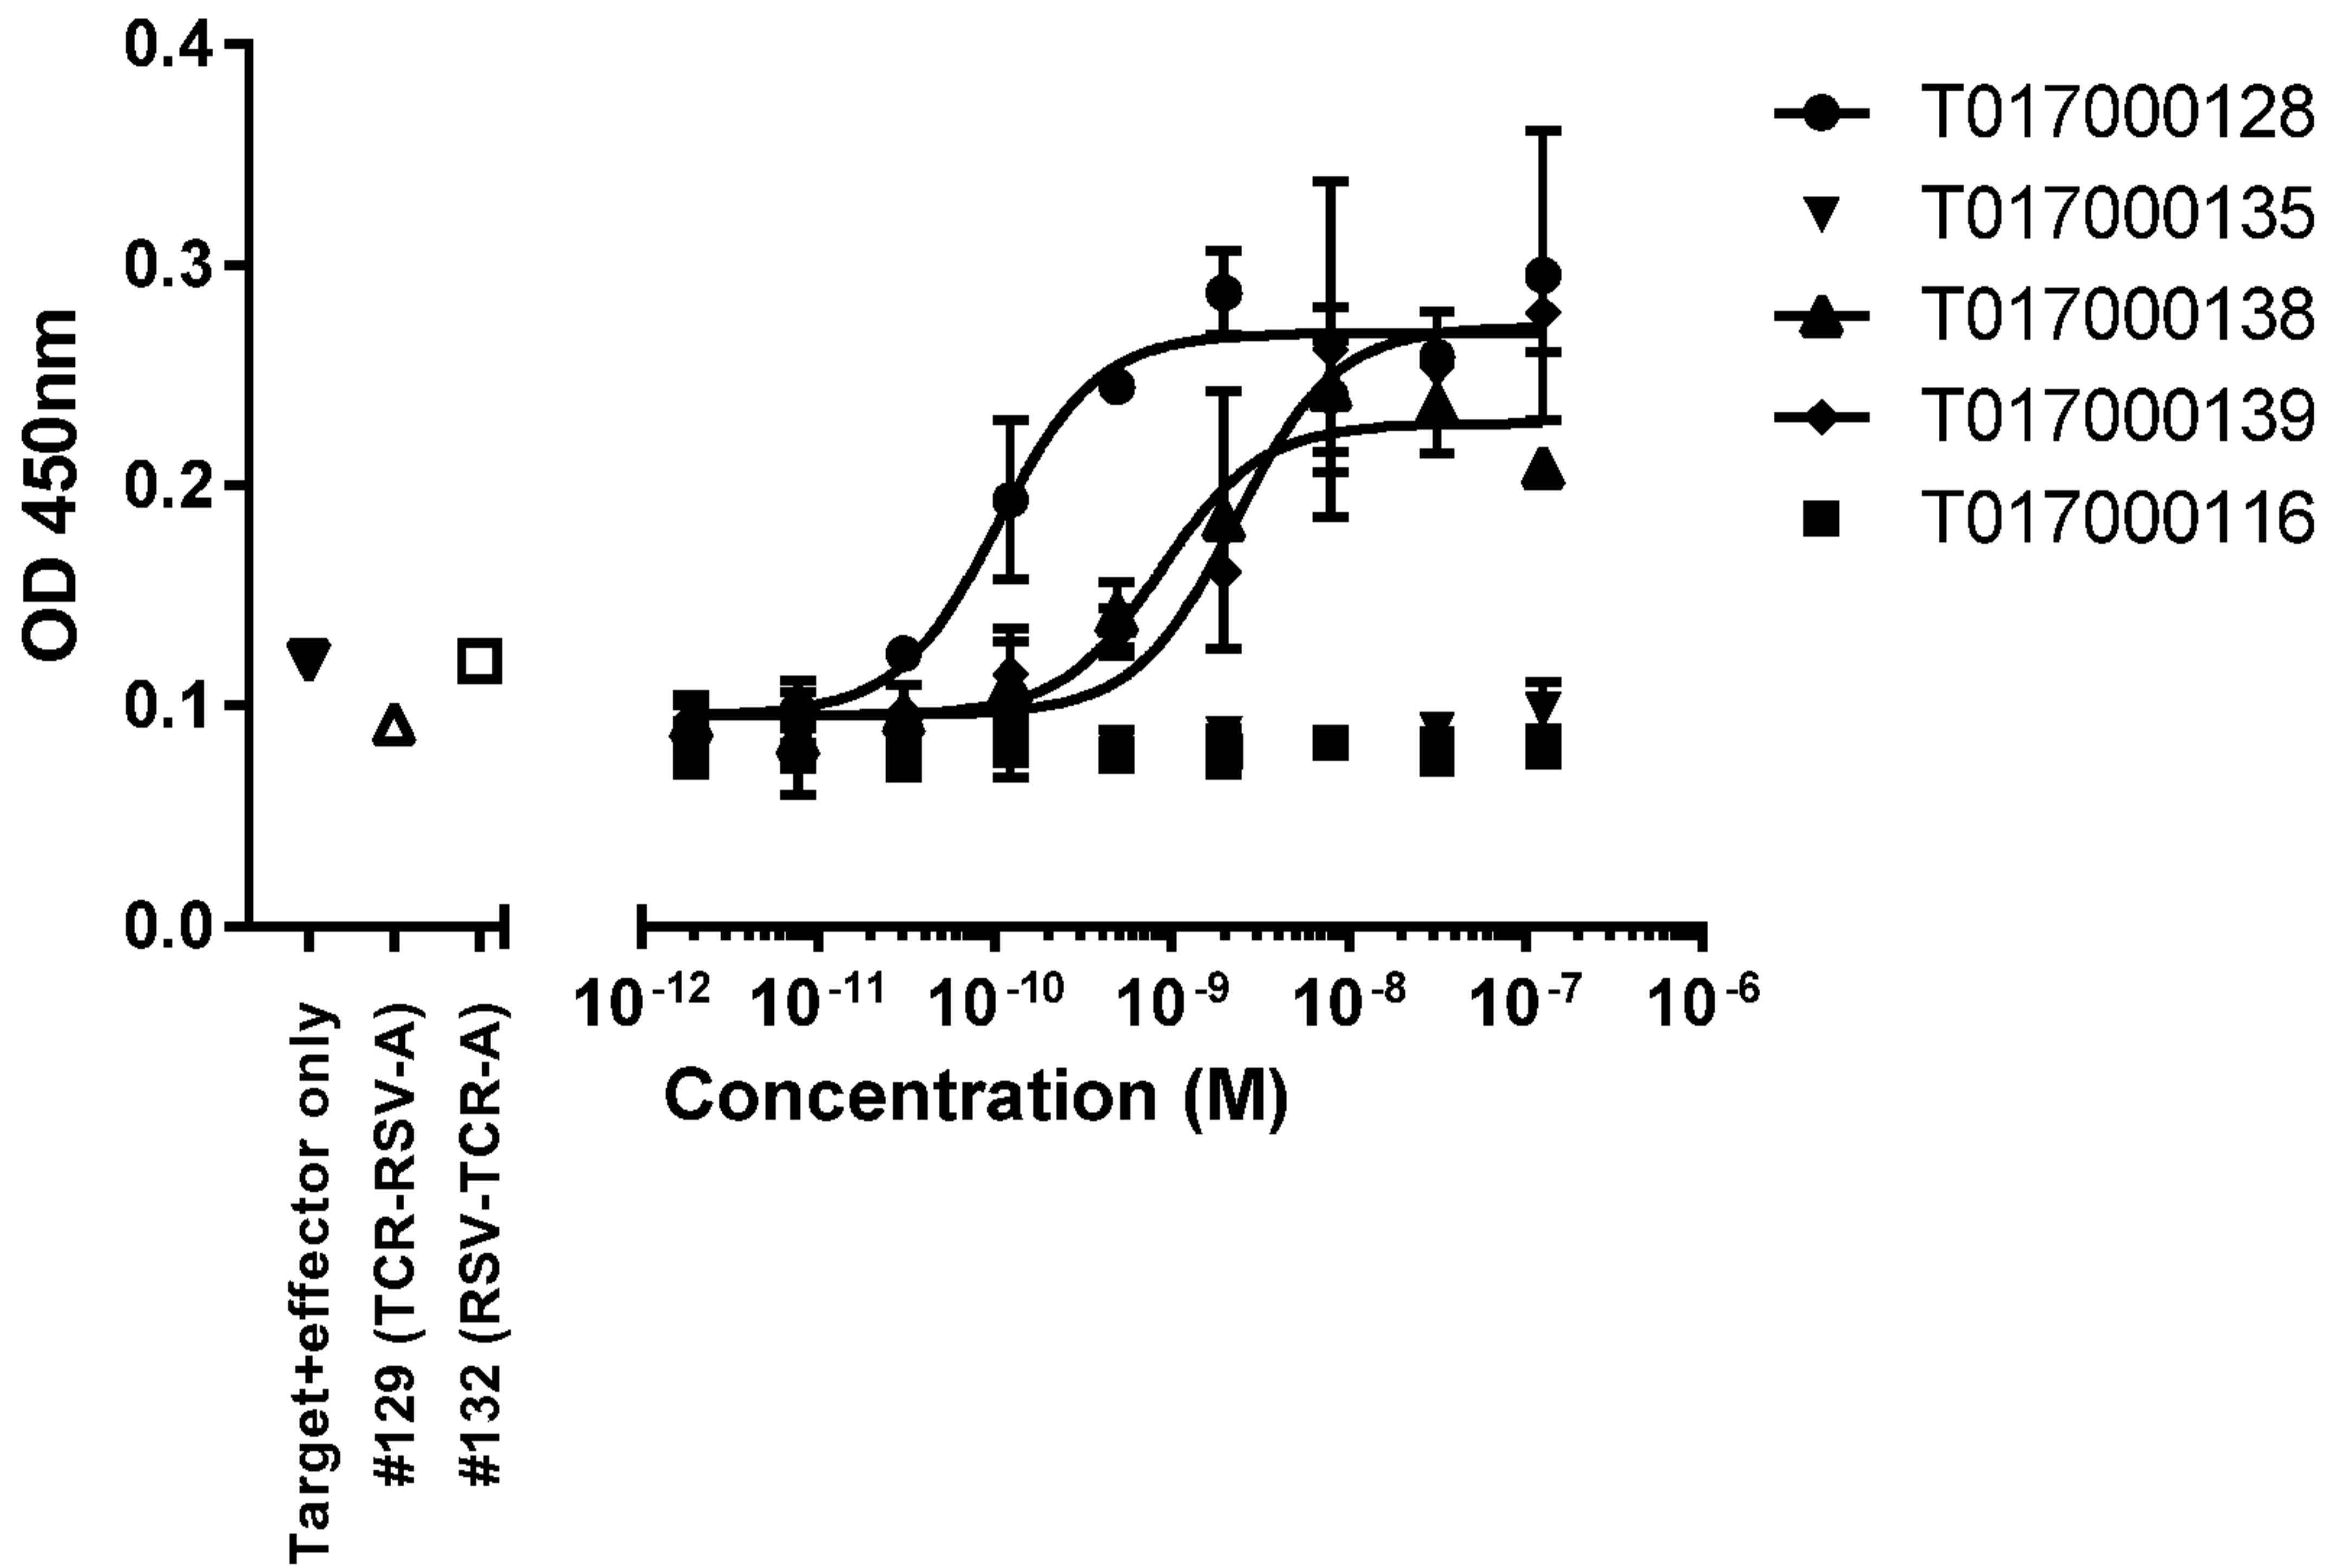 OD 450nm
0.4
0.3
0.2
0.1
0.0
Target+effector only
#129 (TCR-RSV-A)
#132 (RSV-TCR-A)
10-12
10-11
10-10
10-9
10-8
10-7
10-6
Concentration (M)
T017000128
T017000135
T017000138
T017000139
T017000116